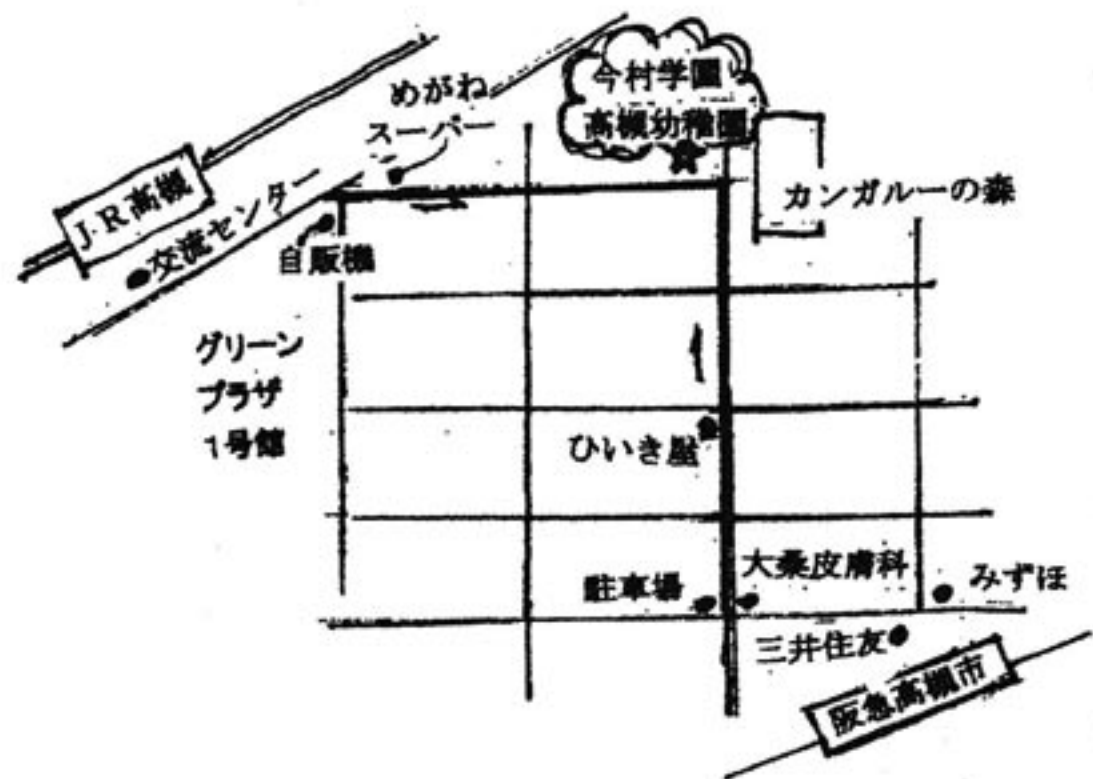 今村学園
高槻幼稚園
めがね
スーパー
カンガルーの森
J・R高槻
交流センター
自販機
グリーン
プラザ
1号館
ひいき屋
駐車場
大桑皮膚科
みずほ
三井住友
阪急高槻市